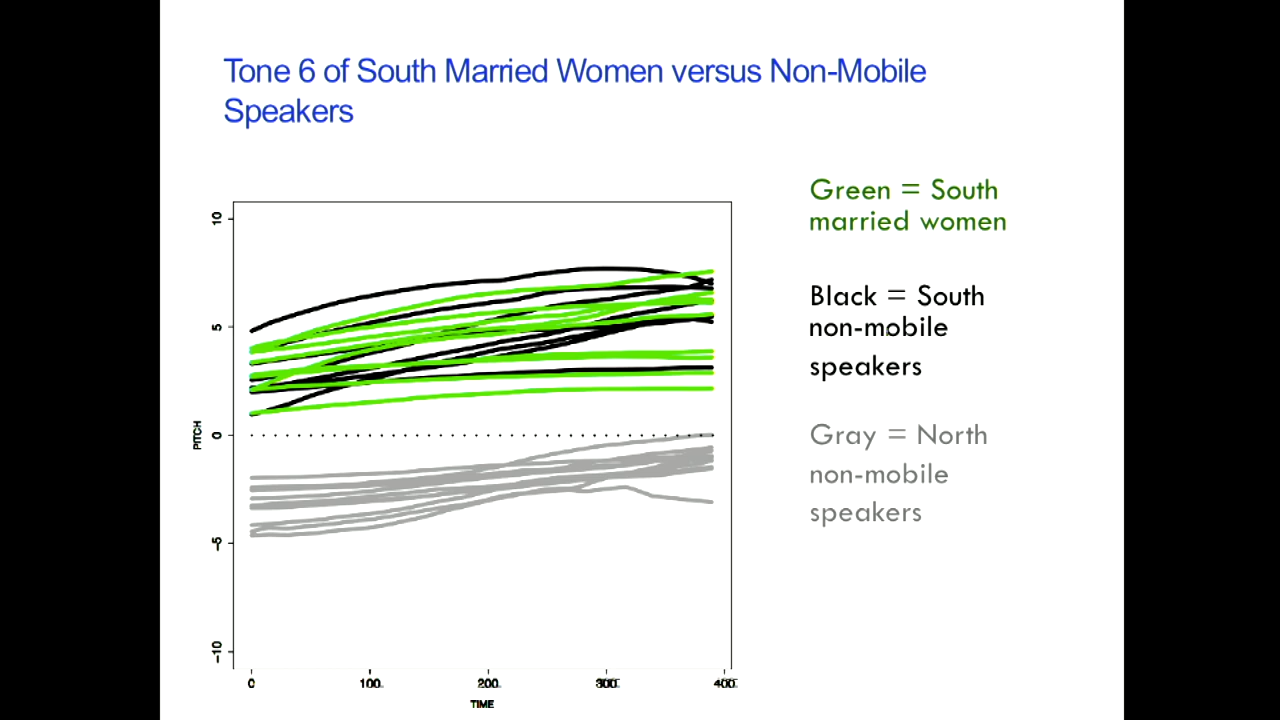 Tone 6 of South Married Women versus Non-Mobile
Speakers
Green = South
married women
Black = South
non-mobile
speakers
Gray = North
non-mobile
speakers
10
5
0
-5
-10
PITCH
0 100 200 300 400
TIME